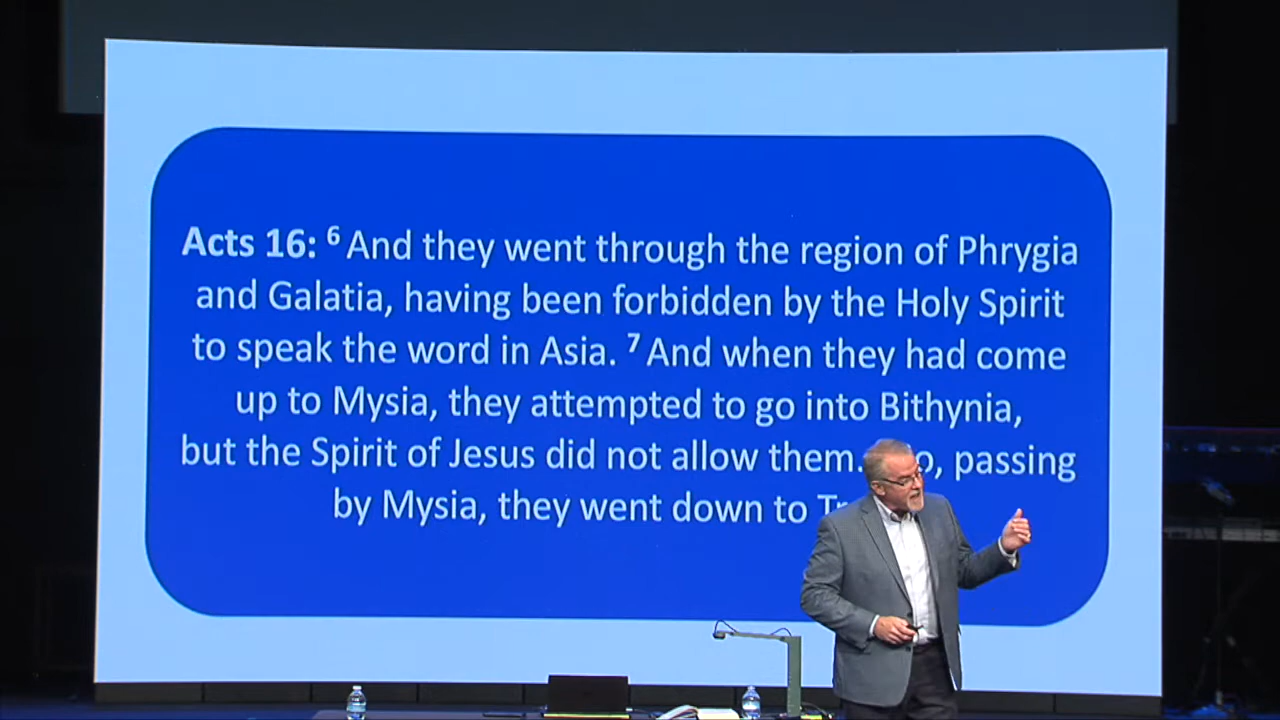 Acts 16: ⁶ And they went through the region of Phrygia
and Galatia, having been forbidden by the Holy Spirit
to speak the word in Asia. ⁷ And when they had come
up to Mysia, they attempted to go into Bithynia,
but the Spirit of Jesus did not allow them. passing
by Mysia, they went down to